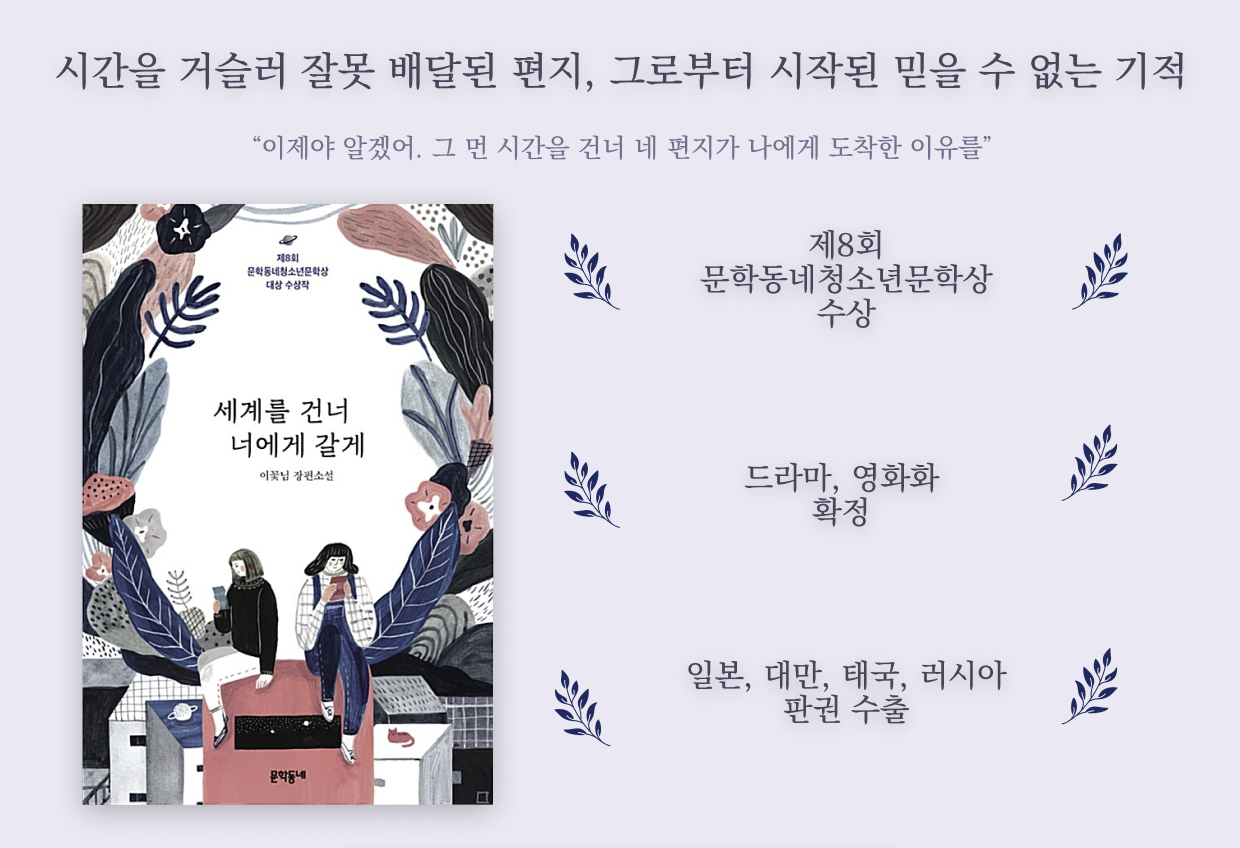 시간을 거슬러 잘못 배달된 편지, 그로부터 시작된 믿을 수 없는 기적
“이제야 알겠어. 그 먼 시간을 건너 네 편지가 나에게 도착한 이유를”
제8회
문학동네청소년문학상
대상 수상작
세계를 건너
너에게 갈게
이꽃님 장편소설
문학동네
제8회
문학동네청소년문학상
수상
드라마, 영화화
확정
일본, 대만, 태국, 러시아
판권 수출